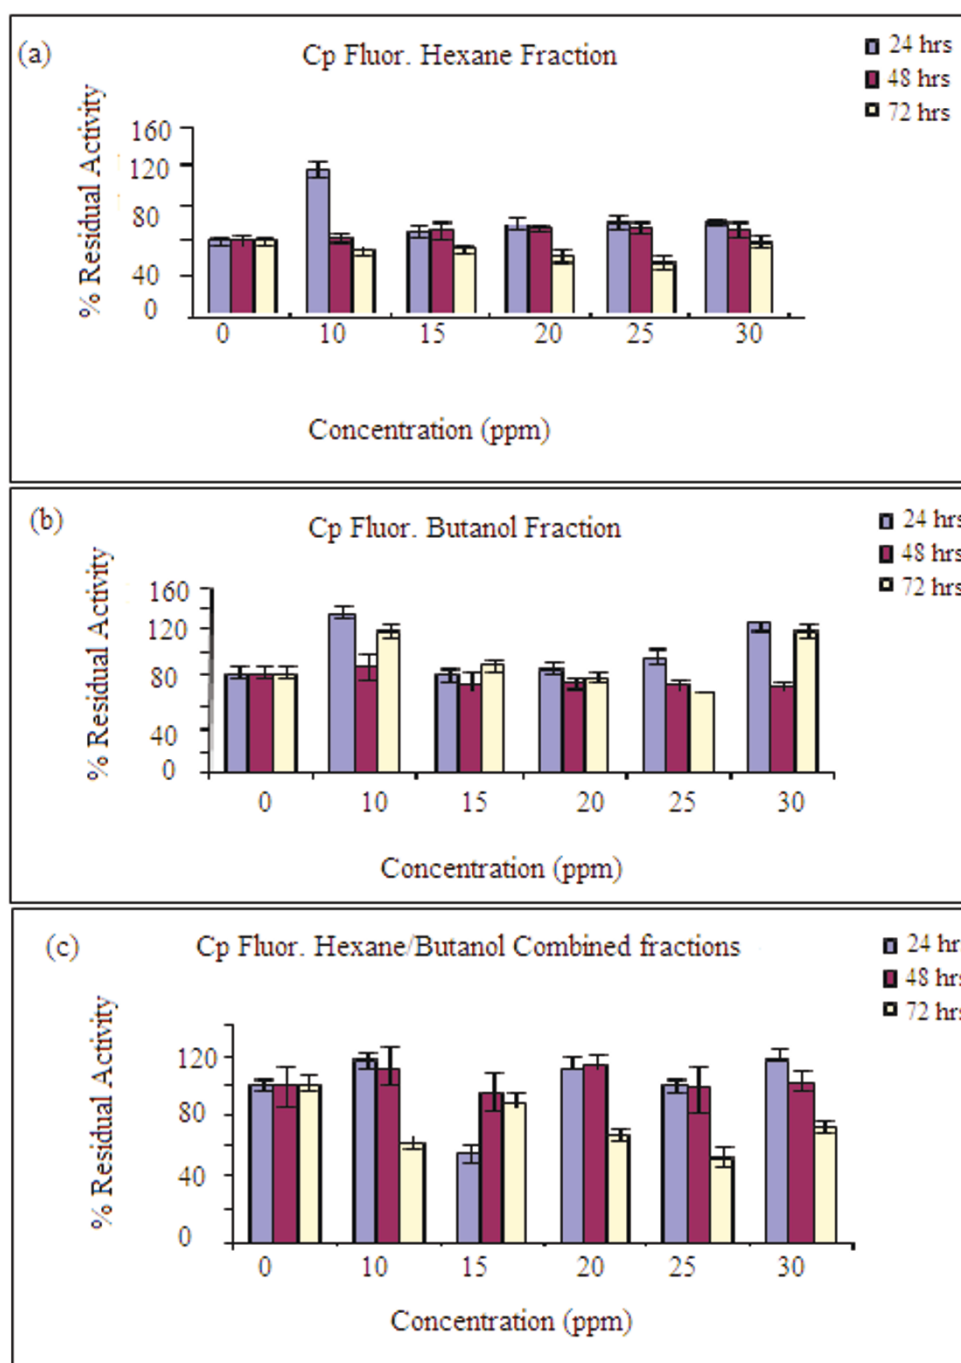 (a)
Cp Fluor. Hexane Fraction
24 hrs
48 hrs
72 hrs
% Residual Activity
160
120
80
40
0
0 10 15 20 25 30
Concentration (ppm)
(b)
Cp Fluor. Butanol Fraction
24 hrs
48 hrs
72 hrs
% Residual Activity
160
120
80
40
0
0 10 15 20 25 30
Concentration (ppm)
(c)
Cp Fluor. Hexane/Butanol Combined fractions
24 hr
48 hrs
72 hrs
% Residual Activity
120
80
40
0
0 10 15 20 25 30
Concentration (ppm)